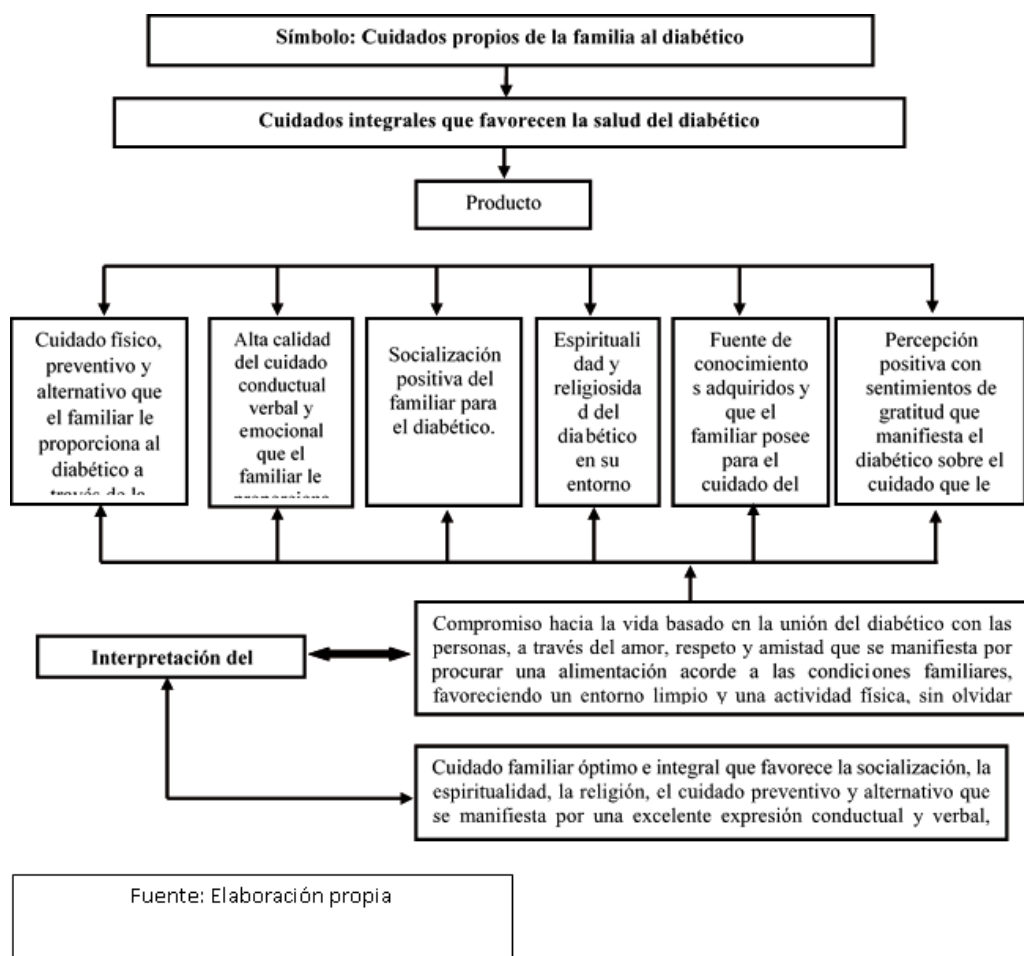 Símbolo: Cuidados propios de la familia al diabético
Cuidados integrales que favorecen la salud del diabético
Producto
Cuidado físico,
preventivo y
alternativo que
el familiar le
proporciona al
diabético a
través de la
Alta calidad
del cuidado
conductual
verbal y
emocional
que el
familiar le
proporciona
Socialización
positiva del
familiar para
el diabético.
Espirituali
dad y
religiosida
d del
diabético
en su
entorno
Fuente de
conocimiento
s adquiridos y
que el
familiar posee
para el
cuidado del
Percepción
positiva con
sentimientos de
gratitud que
manifiesta el
diabético sobre el
cuidado que le
Interpretación del
Compromiso hacia la vida basado en la unión del diabético con las
personas, a través del amor, respeto y amistad que se manifiesta por
procurar una alimentación acorde a las condiciones familiares,
favoreciendo un entorno limpio y una actividad física, sin olvidar
Cuidado familiar óptimo e integral que favorece la socialización, la
espiritualidad, la religión, el cuidado preventivo y alternativo que
se manifiesta por una excelente expresión conductual y verbal,
Fuente: Elaboración propia